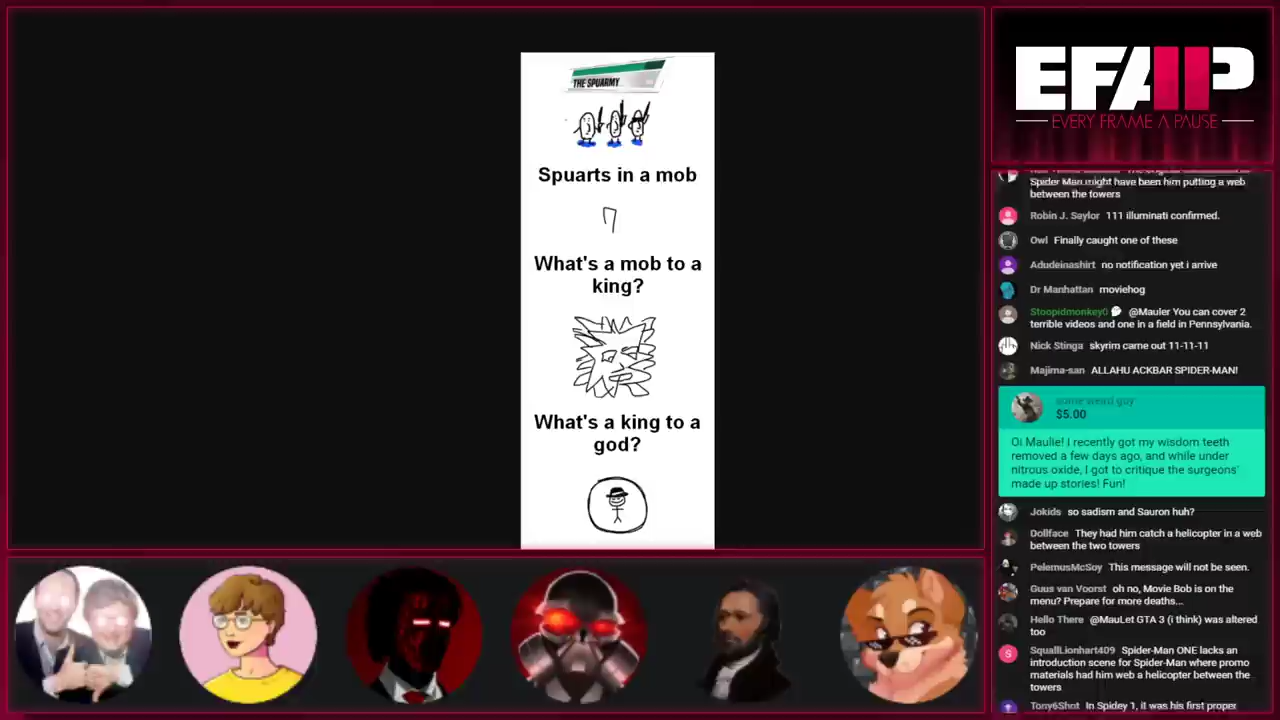 THE SPUARMY
Spuarts in a mob
What's a mob to a
king?
What's a king to a
god?
EFAP
EVERY FRAME A PAUSE
Spider Man might have been him putting a web
between the towers
Robin J. Saylor 111 illuminati confirmed.
Owl Finally caught one of these
Adudeinashirt no notification yet i arrive
Dr Manhattan moviehog
Stoopidmonkey0 @Mauler You can cover 2
terrible videos and one in a field in Pennsylvania.
Nick Stinga skyrim came out 11-11-11
Majima-san ALLAHU ACKBAR SPIDER-MAN!
some weird guy
$5.00
Oi Maulie! I recently got my wisdom teeth
removed a few days ago, and while under
nitrous oxide, I got to critique the surgeons'
made up stories! Fun!
Jokids so sadism and Sauron huh?
Dollface They had him catch a helicopter in a web
between the two towers
PelemusMcSoy This message will not be seen.
Guus van Voorst oh no, Movie Bob is on the
menu? Prepare for more deaths...
Hello There @MauLet GTA 3 (i think) was altered
too
SquallLionhart409 Spider-Man ONE lacks an
introduction scene for Spider-Man where promo
materials had him web a helicopter between the
towers
Tony6Shot In Spidey 1, it was his first proper